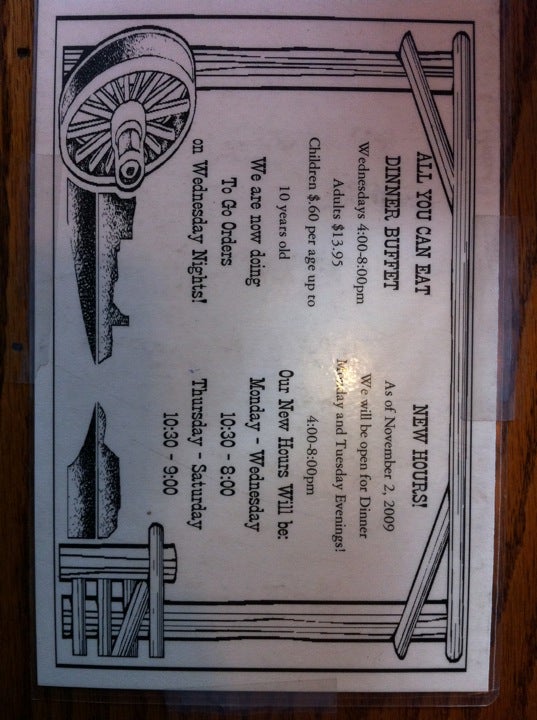 ALL YOU CAN EAT
DINNER BUFFET
Wednesdays 4:00-8:00pm
Adults $13.95
Children $.60 per age up to
10 years old
We are now doing
To Go Orders
on Wednesday Nights!
NEW HOURS!
As of November 2, 2009
We will be open for Dinner
Monday and Tuesday Evenings!
4:00-8:00pm
Our New Hours Will be:
Monday - Wednesday
10:30 - 8:00
Thursday - Saturday
10:30 - 9:00